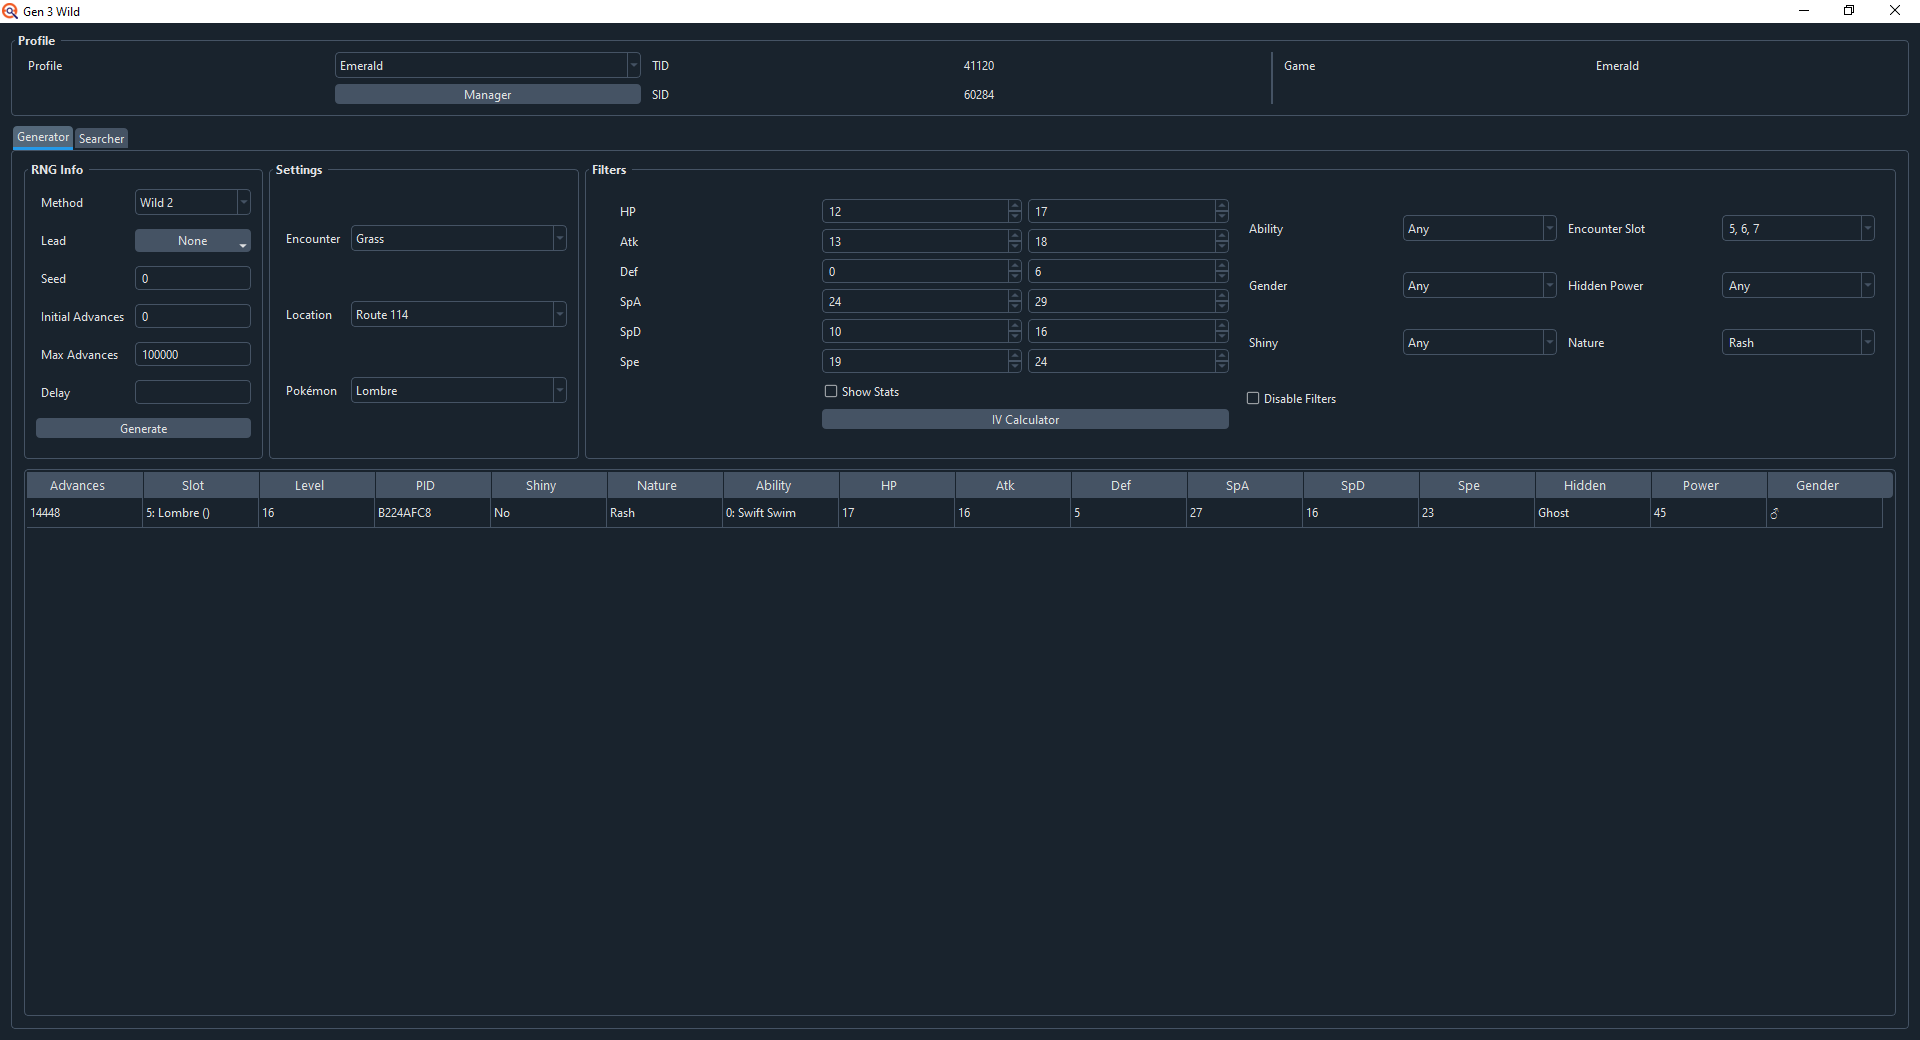 Gen 3 Wild
Profile
Profile Emerald TID 41120 Game Emerald
Manager SID 60284
Generator Searcher
RNG Info
Method Wild 2
Lead None
Seed 0
Initial Advances 0
Max Advances 100000
Delay
Generate
Settings
Encounter Grass
Location Route 114
Pokémon Lombre
Filters
HP 12 17
Atk 13 18
Def 0 6
SpA 24 29
SpD 10 16
Spe 19 24
Show Stats
IV Calculator
Ability Any Encounter Slot 5, 6, 7
Gender Any Hidden Power Any
Shiny Any Nature Rash
Disable Filters
Advances Slot Level PID Shiny Nature Ability HP Atk Def SpA SpD Spe Hidden Power Gender
14448 5: Lombre () 16 B224AFC8 No Rash 0: Swift Swim 17 16 5 27 16 23 Ghost 45 ♂